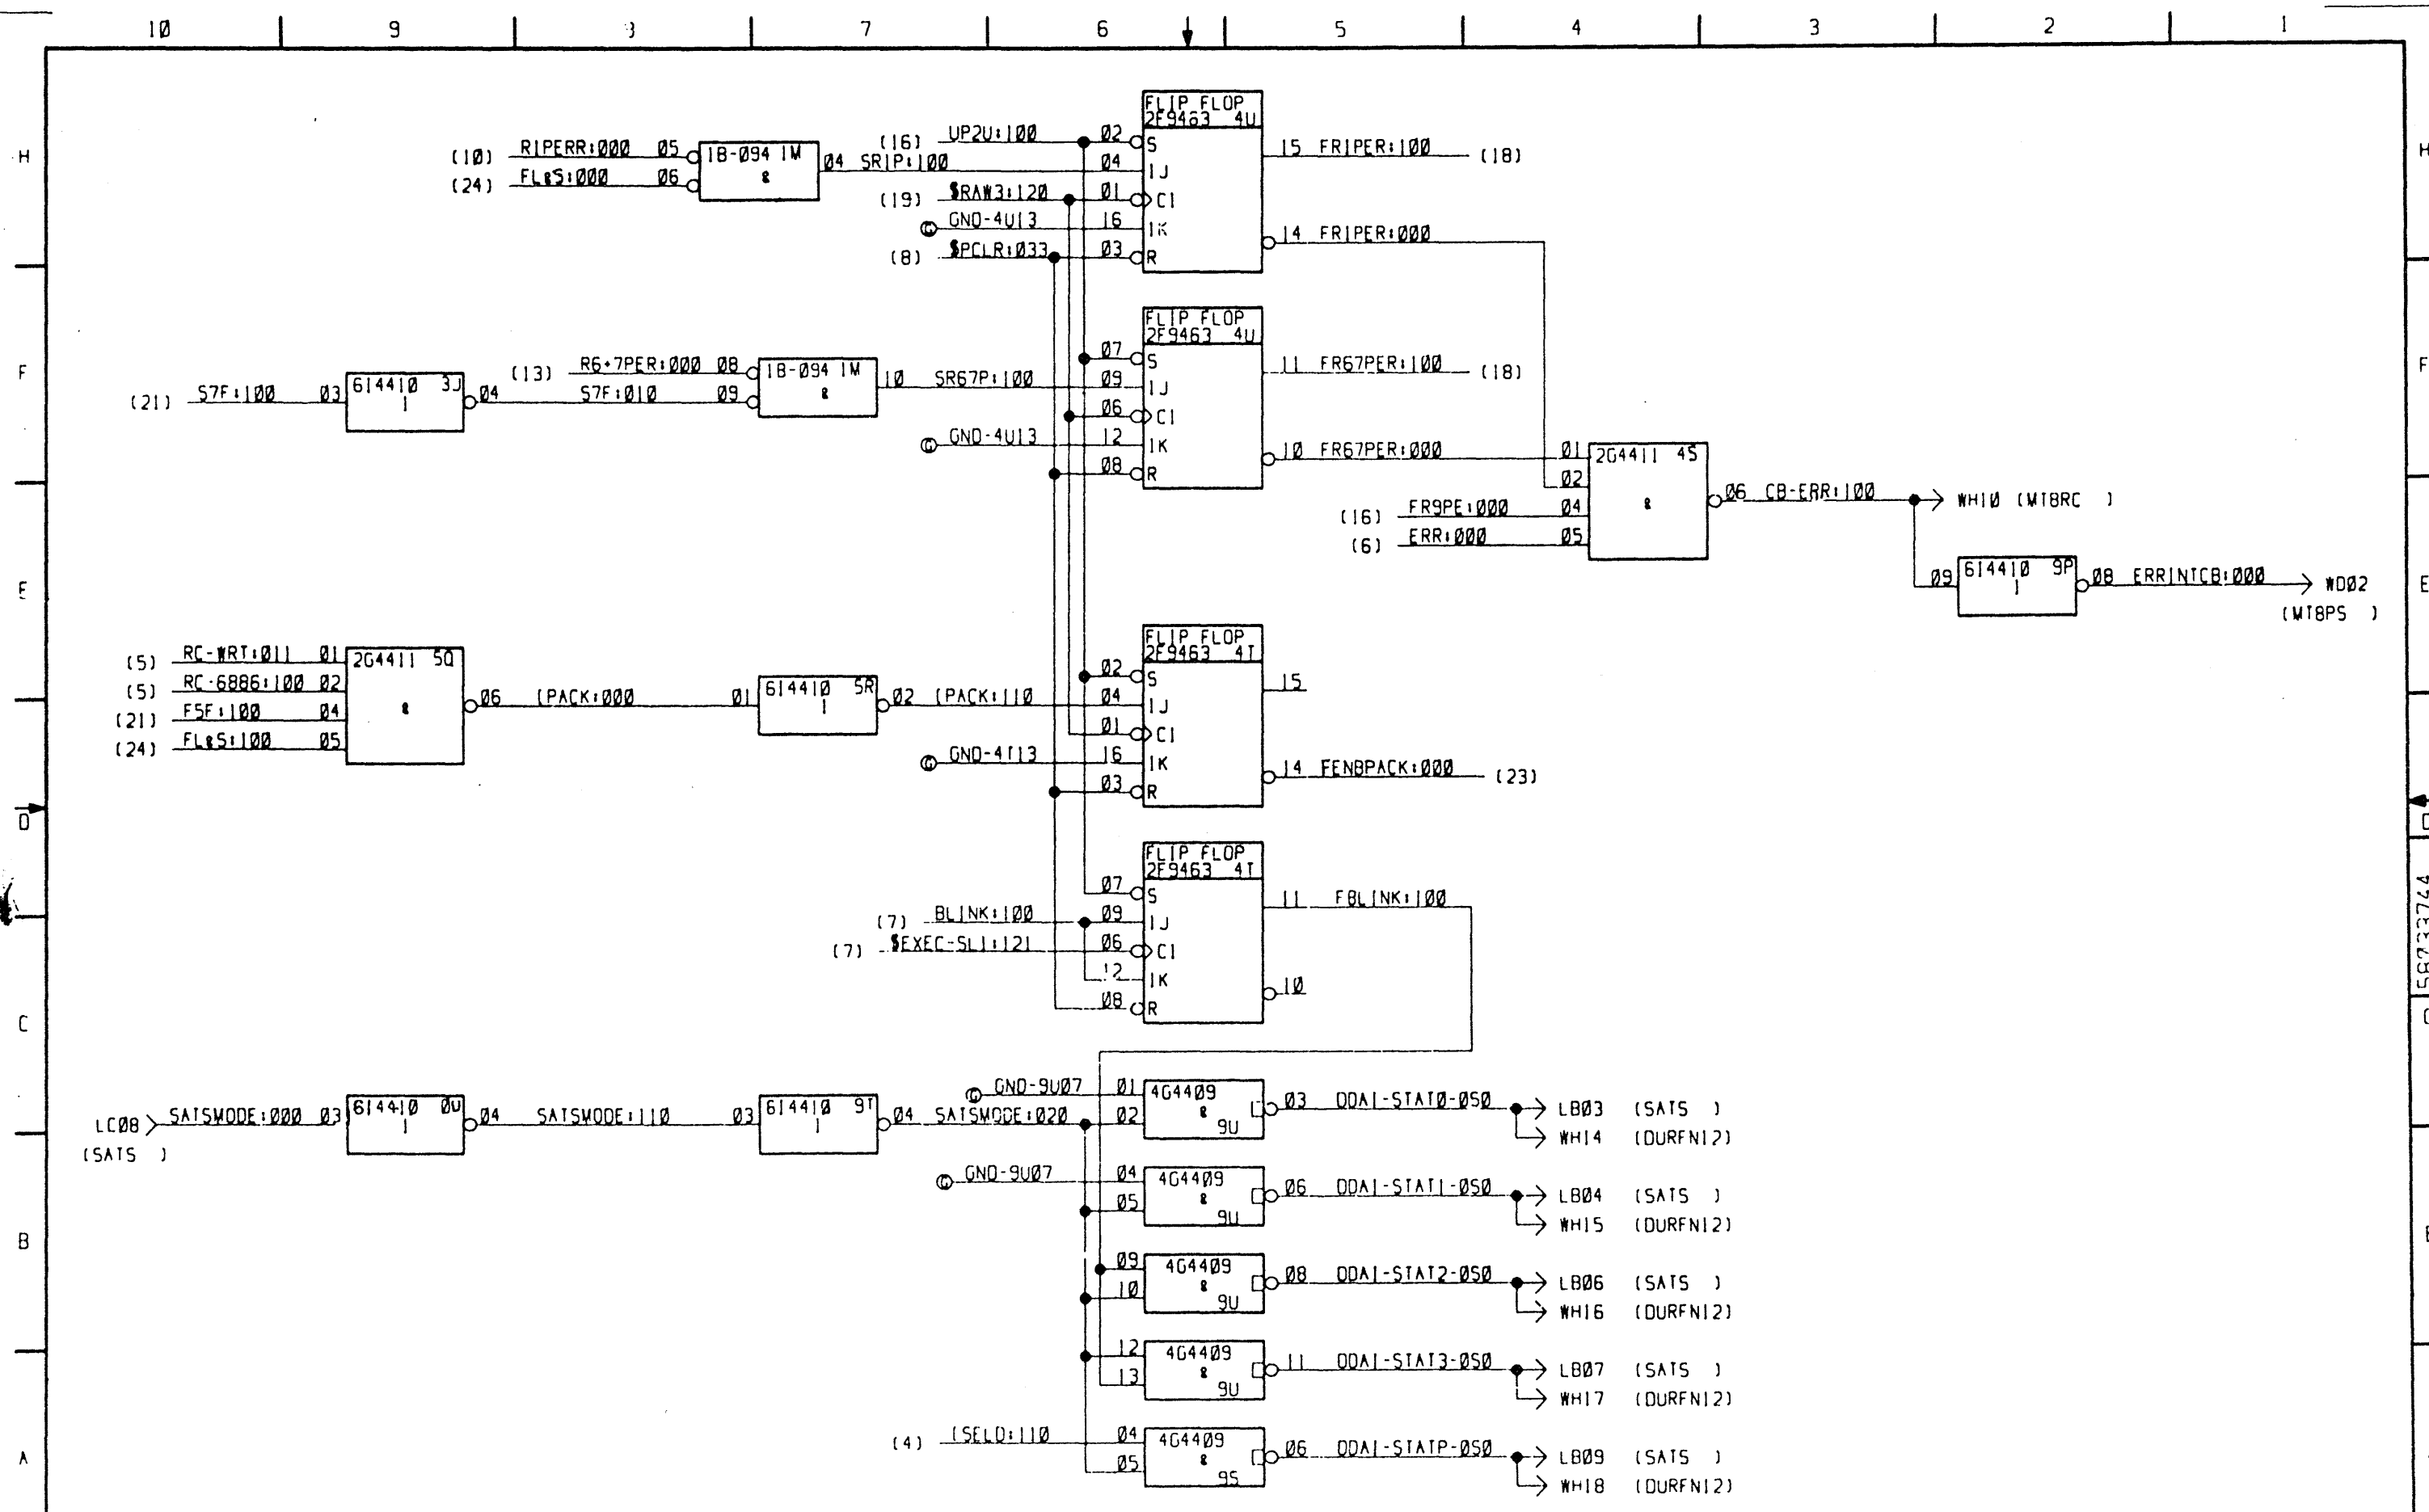 10 9 8 7 6 5 4 3 2 1
FLIP FLOP
2F9463 4U
(16) UP2U:100 02 S
H (10) RIPERR:000 05 1B-094 1M 04 SR1P:100 04 1J 15 FR1PER:100 (18) H
(24) FL&S:000 06 &
(19) $RAW3:120 01 C1
G GND-4U13 16 1K 14 FR1PER:000
(8) $PCLR:033 03 R
FLIP FLOP
2F9463 4U
07 S
F (13) R6+7PER:000 08 1B-094 1M 10 SR67P:100 09 1J 11 FR67PER:100 (18) F
(21) S7F:100 03 614410 3J 04 S7F:010 09 &
1
06 C1
G GND-4U13 12 1K 10 FR67PER:000 01 2G4411 4S
08 R 02
(16) FR9PE:000 04 & 06 CB-ERR:100 WH10 (MT8RC )
(6) ERR:000 05
E 09 614410 9P 08 ERRINTCB:000 WD02 E
1 (MT8PS )
FLIP FLOP
2F9463 4T
(5) RC-WRT:011 01 2G4411 5Q 02 S
(5) RC-6886:100 02 06 (PACK:000 01 614410 5R 02 (PACK:110 04 1J 15
(21) F5F:100 04 & 1 01 C1
(24) FL&S:100 05
G GND-4T13 16 1K 14 FENBPACK:000 (23)
03 R
D
FLIP FLOP
2F9463 4T
07 S 11 FBLINK:100
(7) BLINK:100 09 1J
(7) $EXEC-SL1:121 06 C1
12 1K 10
08 R
C
58733744
G GND-9U07 01 4G4409 03 DDA1-STAT0-0S0 LB03 (SATS )
LC08 SATSMODE:000 03 614410 0U 04 SATSMODE:110 03 614410 9T 04 SATSMODE:020 02 & 9U WH14 (DURFN12)
(SATS ) 1 1
G GND-9U07 04 4G4409 06 DDA1-STAT1-0S0 LB04 (SATS )
05 & 9U WH15 (DURFN12)
B 09 4G4409 08 DDA1-STAT2-0S0 LB06 (SATS )
10 & 9U WH16 (DURFN12)
12 4G4409 11 DDA1-STAT3-0S0 LB07 (SATS )
13 & 9U WH17 (DURFN12)
A (4) (SELD:110 04 4G4409 06 DDA1-STATP-0S0 LB09 (SATS )
05 & 9S WH18 (DURFN12)